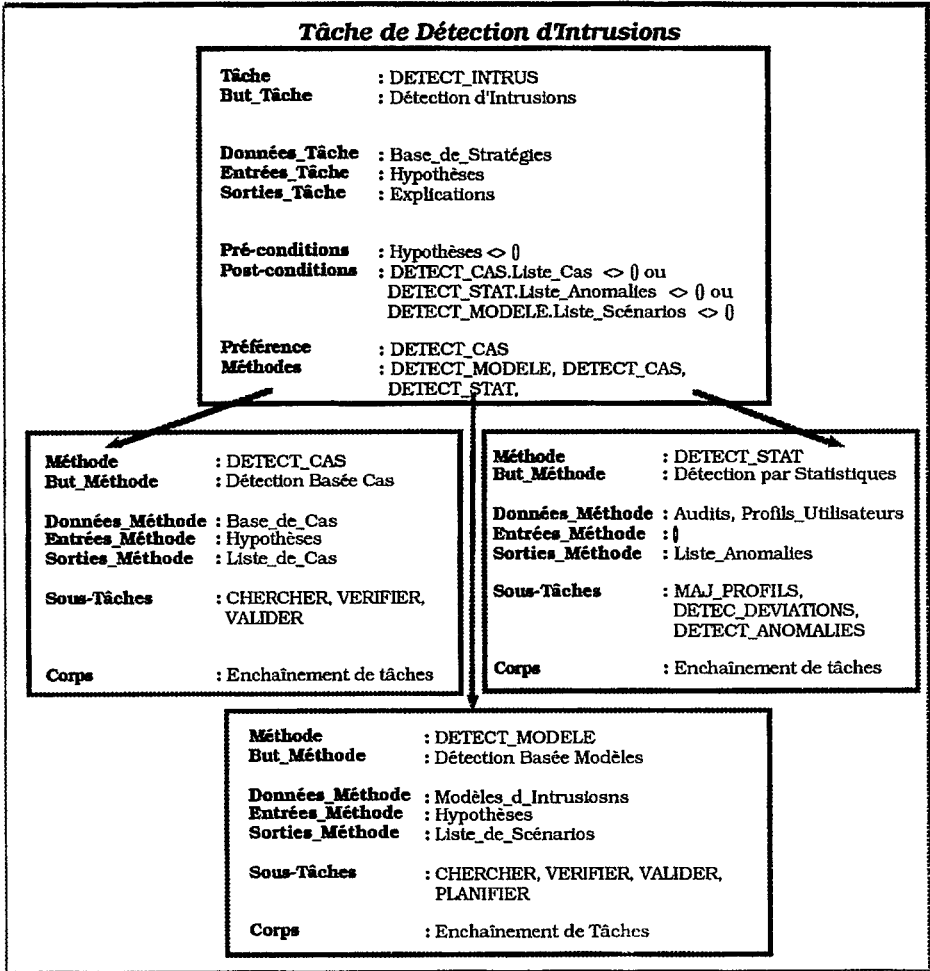 Tâche de Détection d'Intrusions
Tâche : DETECT_INTRUS
But_Tâche : Détection d'Intrusions
Données_Tâche : Base_de_Stratégies
Entrées_Tâche : Hypothèses
Sorties_Tâche : Explications
Pré-conditions : Hypothèses <> {}
Post-conditions : DETECT_CAS.Liste_Cas <> {} ou
DETECT_STAT.Liste_Anomalies <> {} ou
DETECT_MODELE.Liste_Scénarios <> {}
Préférence : DETECT_CAS
Méthodes : DETECT_MODELE, DETECT_CAS,
DETECT_STAT,
Méthode : DETECT_CAS
But_Méthode : Détection Basée Cas
Données_Méthode : Base_de_Cas
Entrées_Méthode : Hypothèses
Sorties_Méthode : Liste_de_Cas
Sous-Tâches : CHERCHER, VERIFIER,
VALIDER
Corps : Enchaînement de tâches
Méthode : DETECT_STAT
But_Méthode : Détection par Statistiques
Données_Méthode : Audits, Profils_Utilisateurs
Entrées_Méthode : {}
Sorties_Méthode : Liste_Anomalies
Sous-Tâches : MAJ_PROFILS,
DETEC_DEVIATIONS,
DETECT_ANOMALIES
Corps : Enchaînement de tâches
Méthode : DETECT_MODELE
But_Méthode : Détection Basée Modèles
Données_Méthode : Modèles_d_Intrusiosns
Entrées_Méthode : Hypothèses
Sorties_Méthode : Liste_de_Scénarios
Sous-Tâches : CHERCHER, VERIFIER, VALIDER,
PLANIFIER
Corps : Enchaînement de Tâches